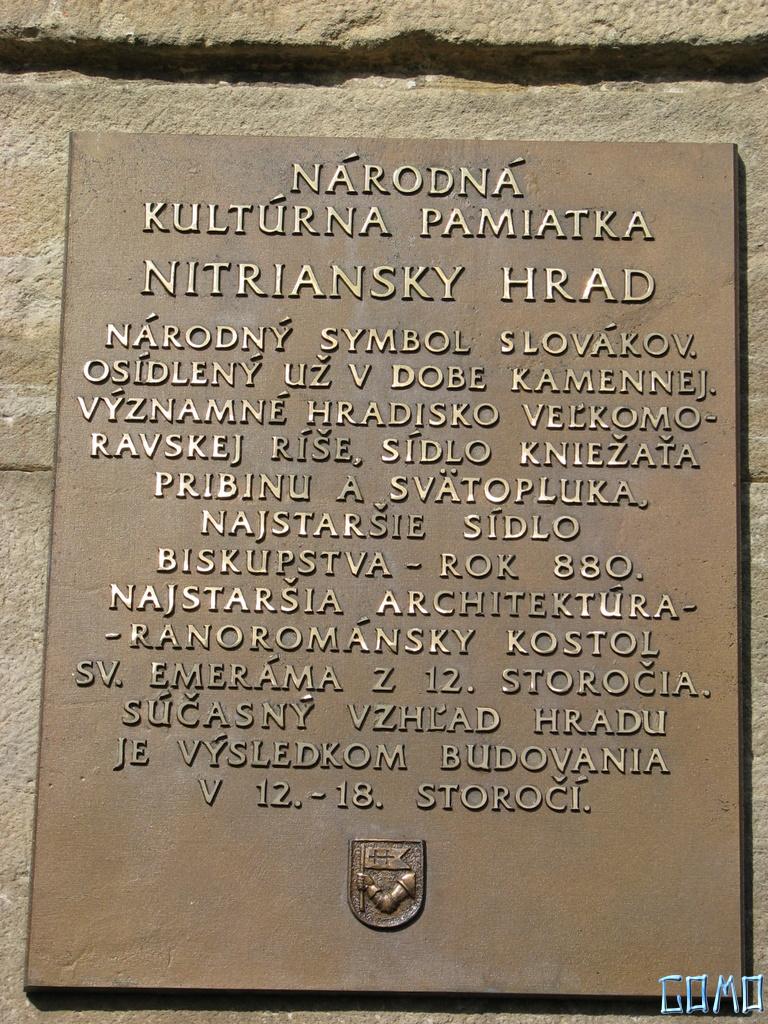 NÁRODNÁ
KULTÚRNA PAMIATKA
NITRIANSKY HRAD
NÁRODNÝ SYMBOL SLOVÁKOV.
OSÍDLENÝ UŽ V DOBE KAMENNEJ.
VÝZNAMNÉ HRADISKO VEĽKOMO-
RAVSKEJ RÍŠE, SÍDLO KNIEŽAŤA
PRIBINU A SVÄTOPLUKA,
NAJSTARŠIE SÍDLO
BISKUPSTVA - ROK 880.
NAJSTARŠIA ARCHITEKTÚRA-
-RANOROMÁNSKY KOSTOL
SV. EMERÁMA Z 12. STOROČIA.
SÚČASNÝ VZHĽAD HRADU
JE VÝSLEDKOM BUDOVANIA
V 12.-18. STOROČÍ.
GOMO